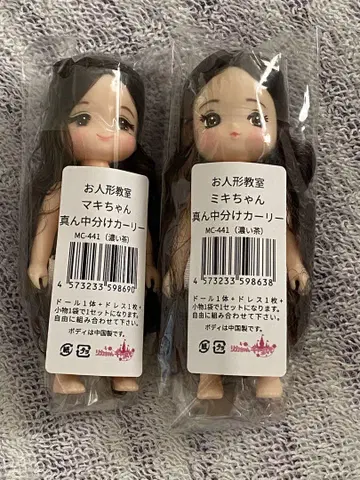 お人形教室
マキちゃん
真ん中分けカーリー
MC-441（濃い茶）
4 573233 598690
ドール1体＋ドレス1枚＋
小物1袋で1セットになります。
自由に組み合わせて下さい。
ボディは中国製です。
紙
プラ
お人形教室
ミキちゃん
真ん中分けカーリー
MC-441（濃い茶）
4 573233 598638
ドール1体＋ドレス1枚＋
小物1袋で1セットになります。
自由に組み合わせて下さい。
ボディは中国製です。
紙
プラ